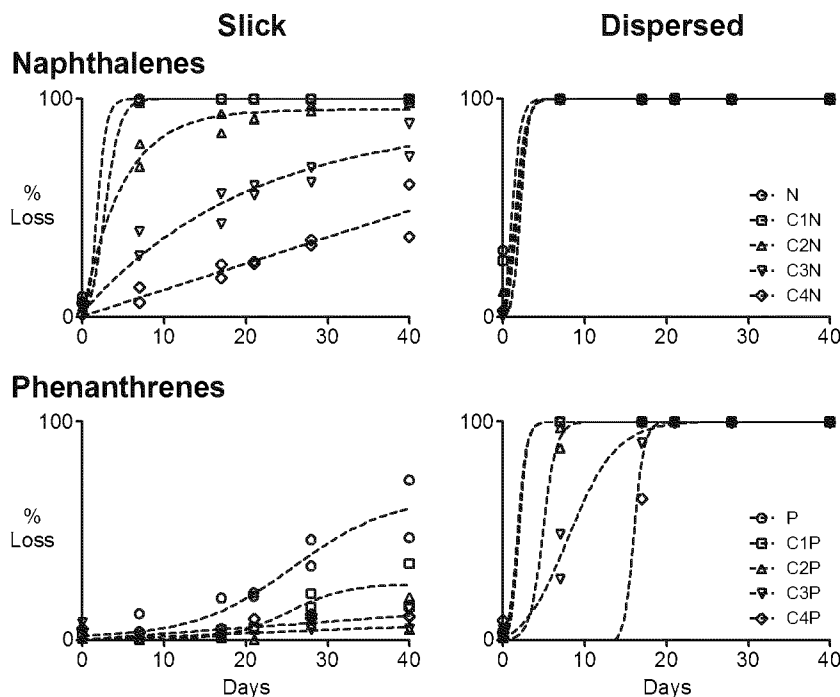 Slick
Dispersed
Naphthalenes
100
% Loss
0
0 10 20 30 40
100
0
0 10 20 30 40
N
C1N
C2N
C3N
C4N
Phenanthrenes
100
% Loss
0
0 10 20 30 40
Days
100
0
0 10 20 30 40
Days
P
C1P
C2P
C3P
C4P